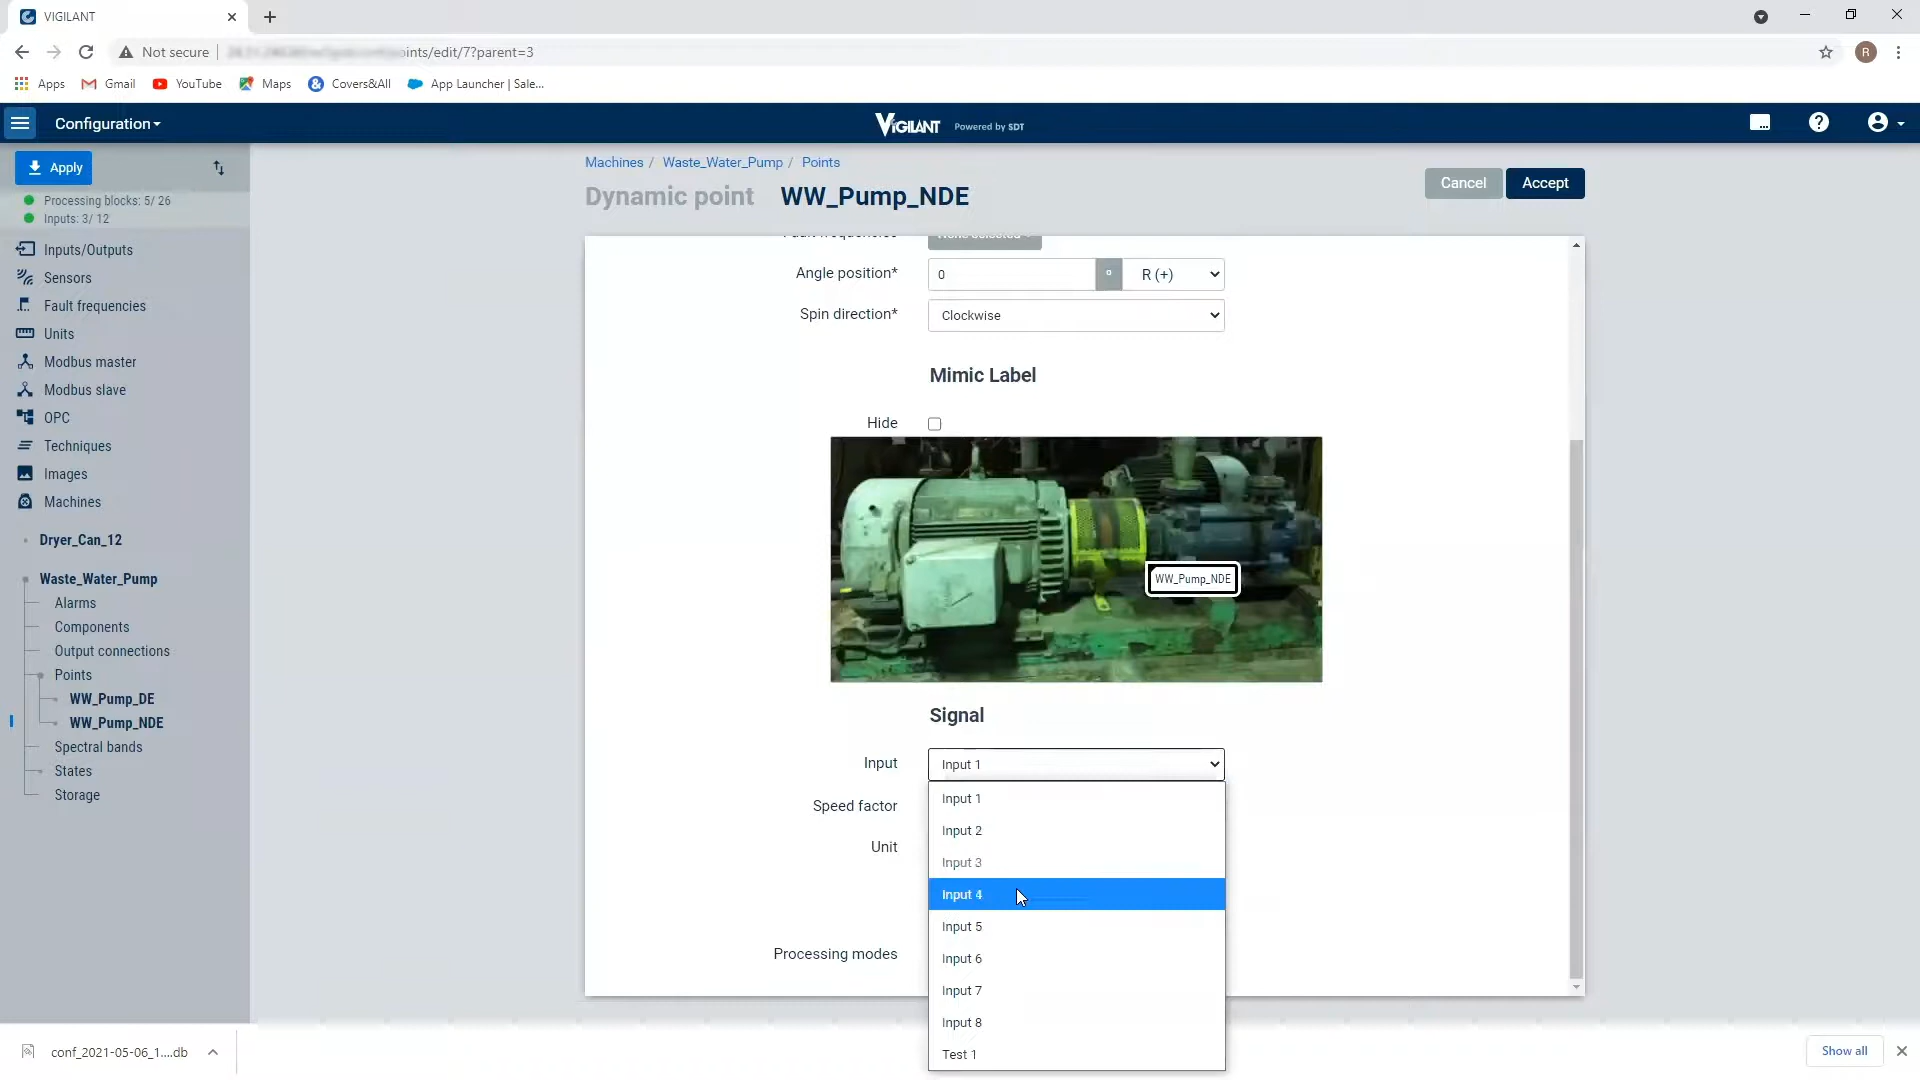 VIGILANT
Not secure
oints/edit/7?parent=3
R
Apps
Gmail
YouTube
Maps
Covers&All
App Launcher | Sale...
Configuration
VIGILANT Powered by SDT
Apply
Processing blocks: 5/ 26
Inputs: 3/ 12
Inputs/Outputs
Sensors
Fault frequencies
Units
Modbus master
Modbus slave
OPC
Techniques
Images
Machines
Dryer_Can_12
Waste_Water_Pump
Alarms
Components
Output connections
Points
WW_Pump_DE
WW_Pump_NDE
Spectral bands
States
Storage
Machines / Waste_Water_Pump / Points
Dynamic point WW_Pump_NDE
Cancel
Accept
Angle position*
0
°
R (+)
Spin direction*
Clockwise
Mimic Label
Hide
WW_Pump_NDE
Signal
Input
Input 1
Input 1
Input 2
Input 3
Input 4
Input 5
Input 6
Input 7
Input 8
Test 1
Speed factor
Unit
Processing modes
conf_2021-05-06_1....db
Show all